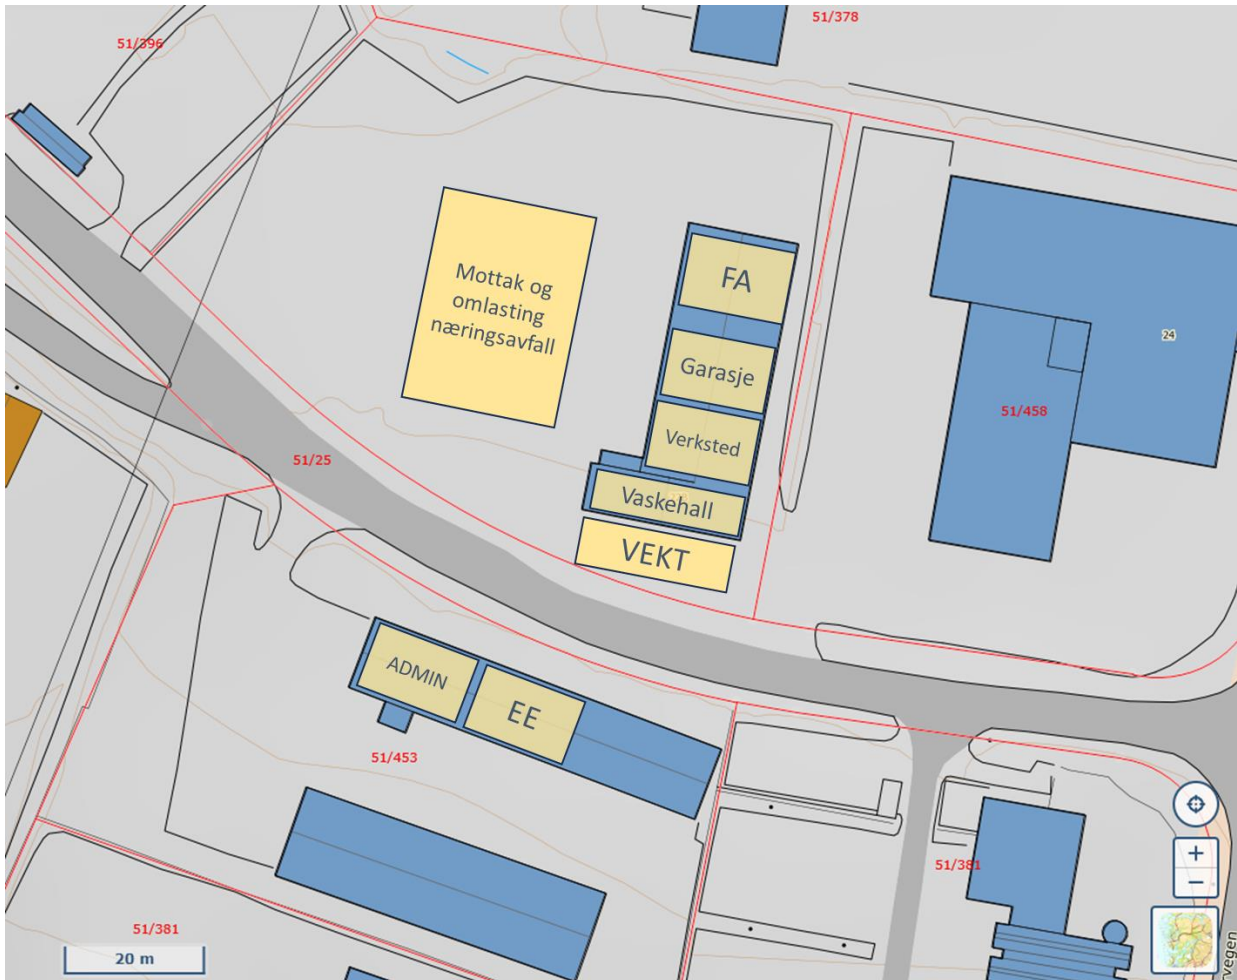 51/378
51/396
Mottak og
omlasting
næringsavfall
FA
24
Garasje
51/458
Verksted
51/25
Vaskehall
VEKT
ADMIN
EE
51/453
51/381
51/381
20 m
+
−